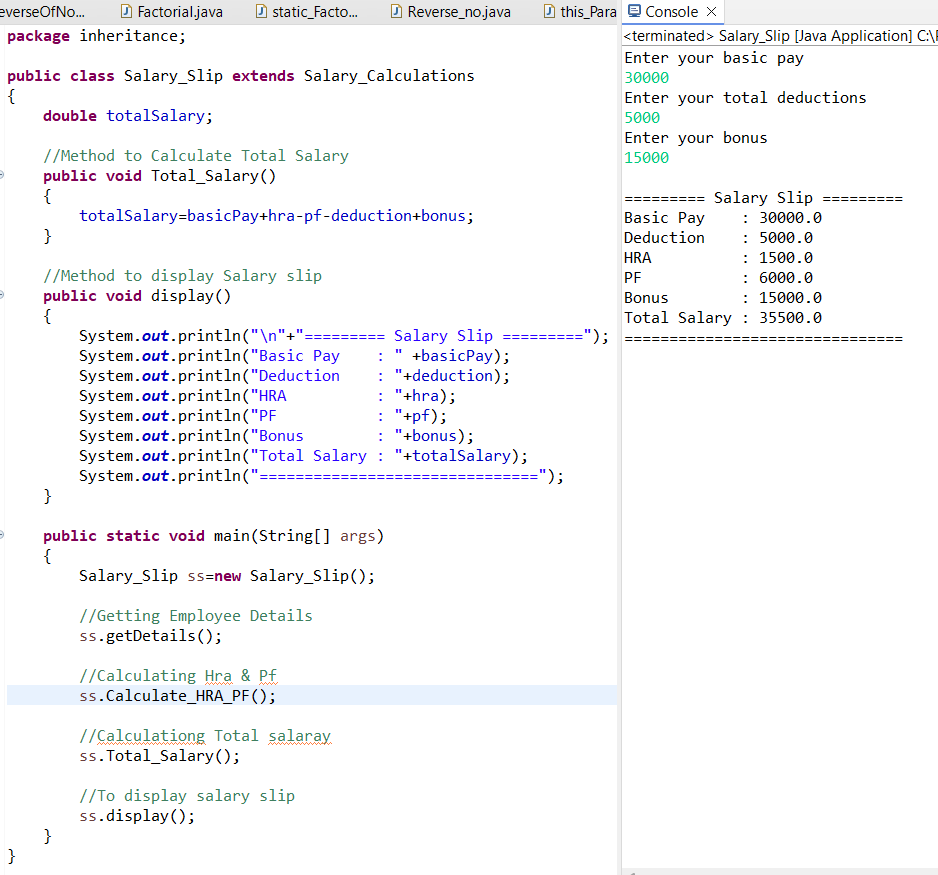 everseOfNo... Factorial.java static_Facto... Reverse_no.java this_Para
package inheritance;
public class Salary_Slip extends Salary_Calculations
{
double totalSalary;
//Method to Calculate Total Salary
public void Total_Salary()
{
totalSalary=basicPay+hra-pf-deduction+bonus;
}
//Method to display Salary slip
public void display()
{
System.out.println("\n"+"========= Salary Slip =========");
System.out.println("Basic Pay    : " +basicPay);
System.out.println("Deduction    : "+deduction);
System.out.println("HRA          : "+hra);
System.out.println("PF           : "+pf);
System.out.println("Bonus        : "+bonus);
System.out.println("Total Salary : "+totalSalary);
System.out.println("===============================");
}
public static void main(String[] args)
{
Salary_Slip ss=new Salary_Slip();
//Getting Employee Details
ss.getDetails();
//Calculating Hra & Pf
ss.Calculate_HRA_PF();
//Calculationg Total salaray
ss.Total_Salary();
//To display salary slip
ss.display();
}
}
Console
<terminated> Salary_Slip [Java Application] C:\
Enter your basic pay
30000
Enter your total deductions
5000
Enter your bonus
15000
========= Salary Slip =========
Basic Pay    : 30000.0
Deduction    : 5000.0
HRA          : 1500.0
PF           : 6000.0
Bonus        : 15000.0
Total Salary : 35500.0
===============================